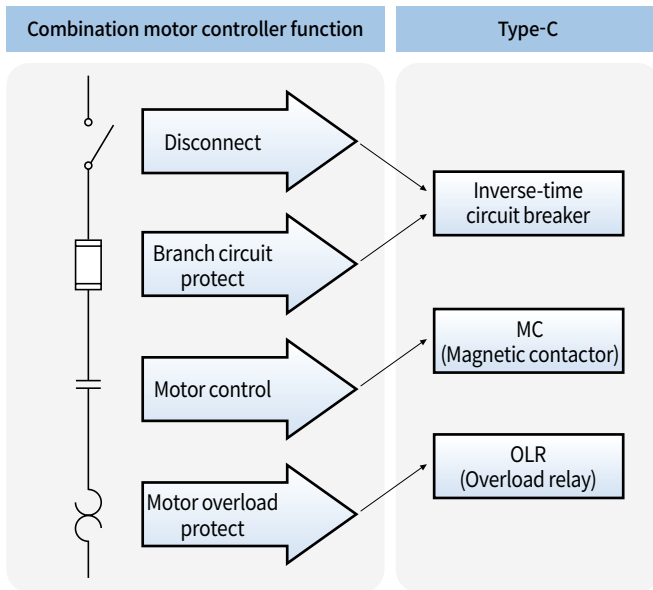 Combination motor controller function
Type-C
Disconnect
Branch circuit
protect
Motor control
Motor overload
protect
Inverse-time
circuit breaker
MC
(Magnetic contactor)
OLR
(Overload relay)